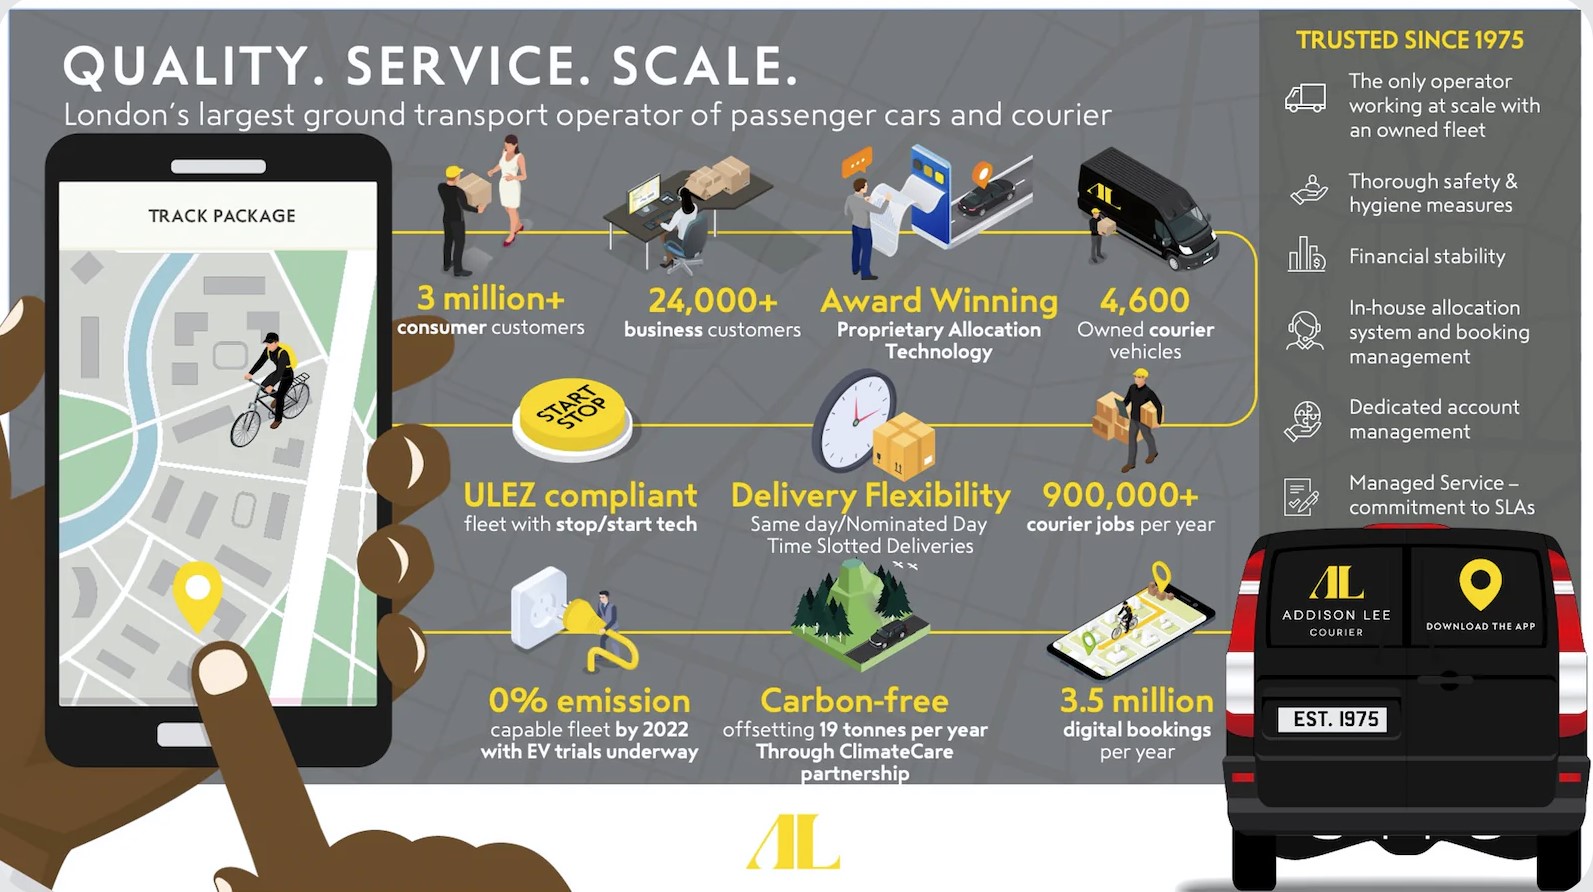 QUALITY. SERVICE. SCALE.
London's largest ground transport operator of passenger cars and courier
TRACK PACKAGE
3 million+
consumer customers
24,000+
business customers
Award Winning
Proprietary Allocation
Technology
AL
4,600
Owned courier
vehicles
START
STOP
ULEZ compliant
fleet with stop/start tech
Delivery Flexibility
Same day/Nominated Day
Time Slotted Deliveries
900,000+
courier jobs per year
0% emission
capable fleet by 2022
with EV trials underway
Carbon-free
offsetting 19 tonnes per year
Through ClimateCare
partnership
3.5 million
digital bookings
per year
TRUSTED SINCE 1975
The only operator
working at scale with
an owned fleet
Thorough safety &
hygiene measures
Financial stability
In-house allocation
system and booking
management
Dedicated account
management
Managed Service –
commitment to SLAs
AL
ADDISON LEE
COURIER
DOWNLOAD THE APP
EST. 1975
AL